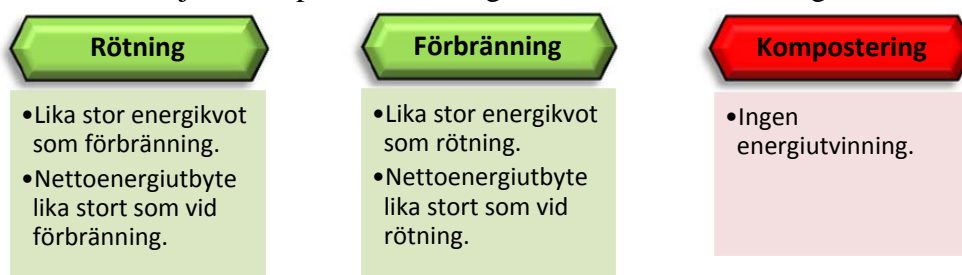 Rötning
•Lika stor energikvot
som förbränning.
•Nettoenergiutbyte
lika stort som vid
förbränning.
Förbränning
•Lika stor energikvot
som rötning.
•Nettoenergiutbyte
lika stort som vid
rötning.
Kompostering
•Ingen
energiutvinning.